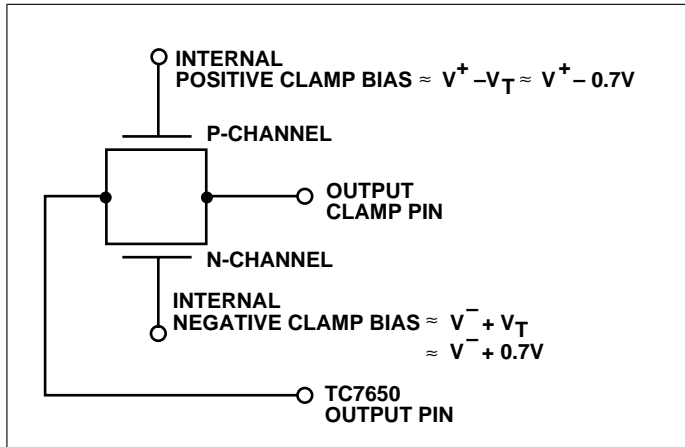 INTERNAL
POSITIVE CLAMP BIAS ≈ V+ –VT ≈ V+ – 0.7V
P-CHANNEL
OUTPUT
CLAMP PIN
N-CHANNEL
INTERNAL
NEGATIVE CLAMP BIAS ≈ V– + VT
≈ V– + 0.7V
TC7650
OUTPUT PIN